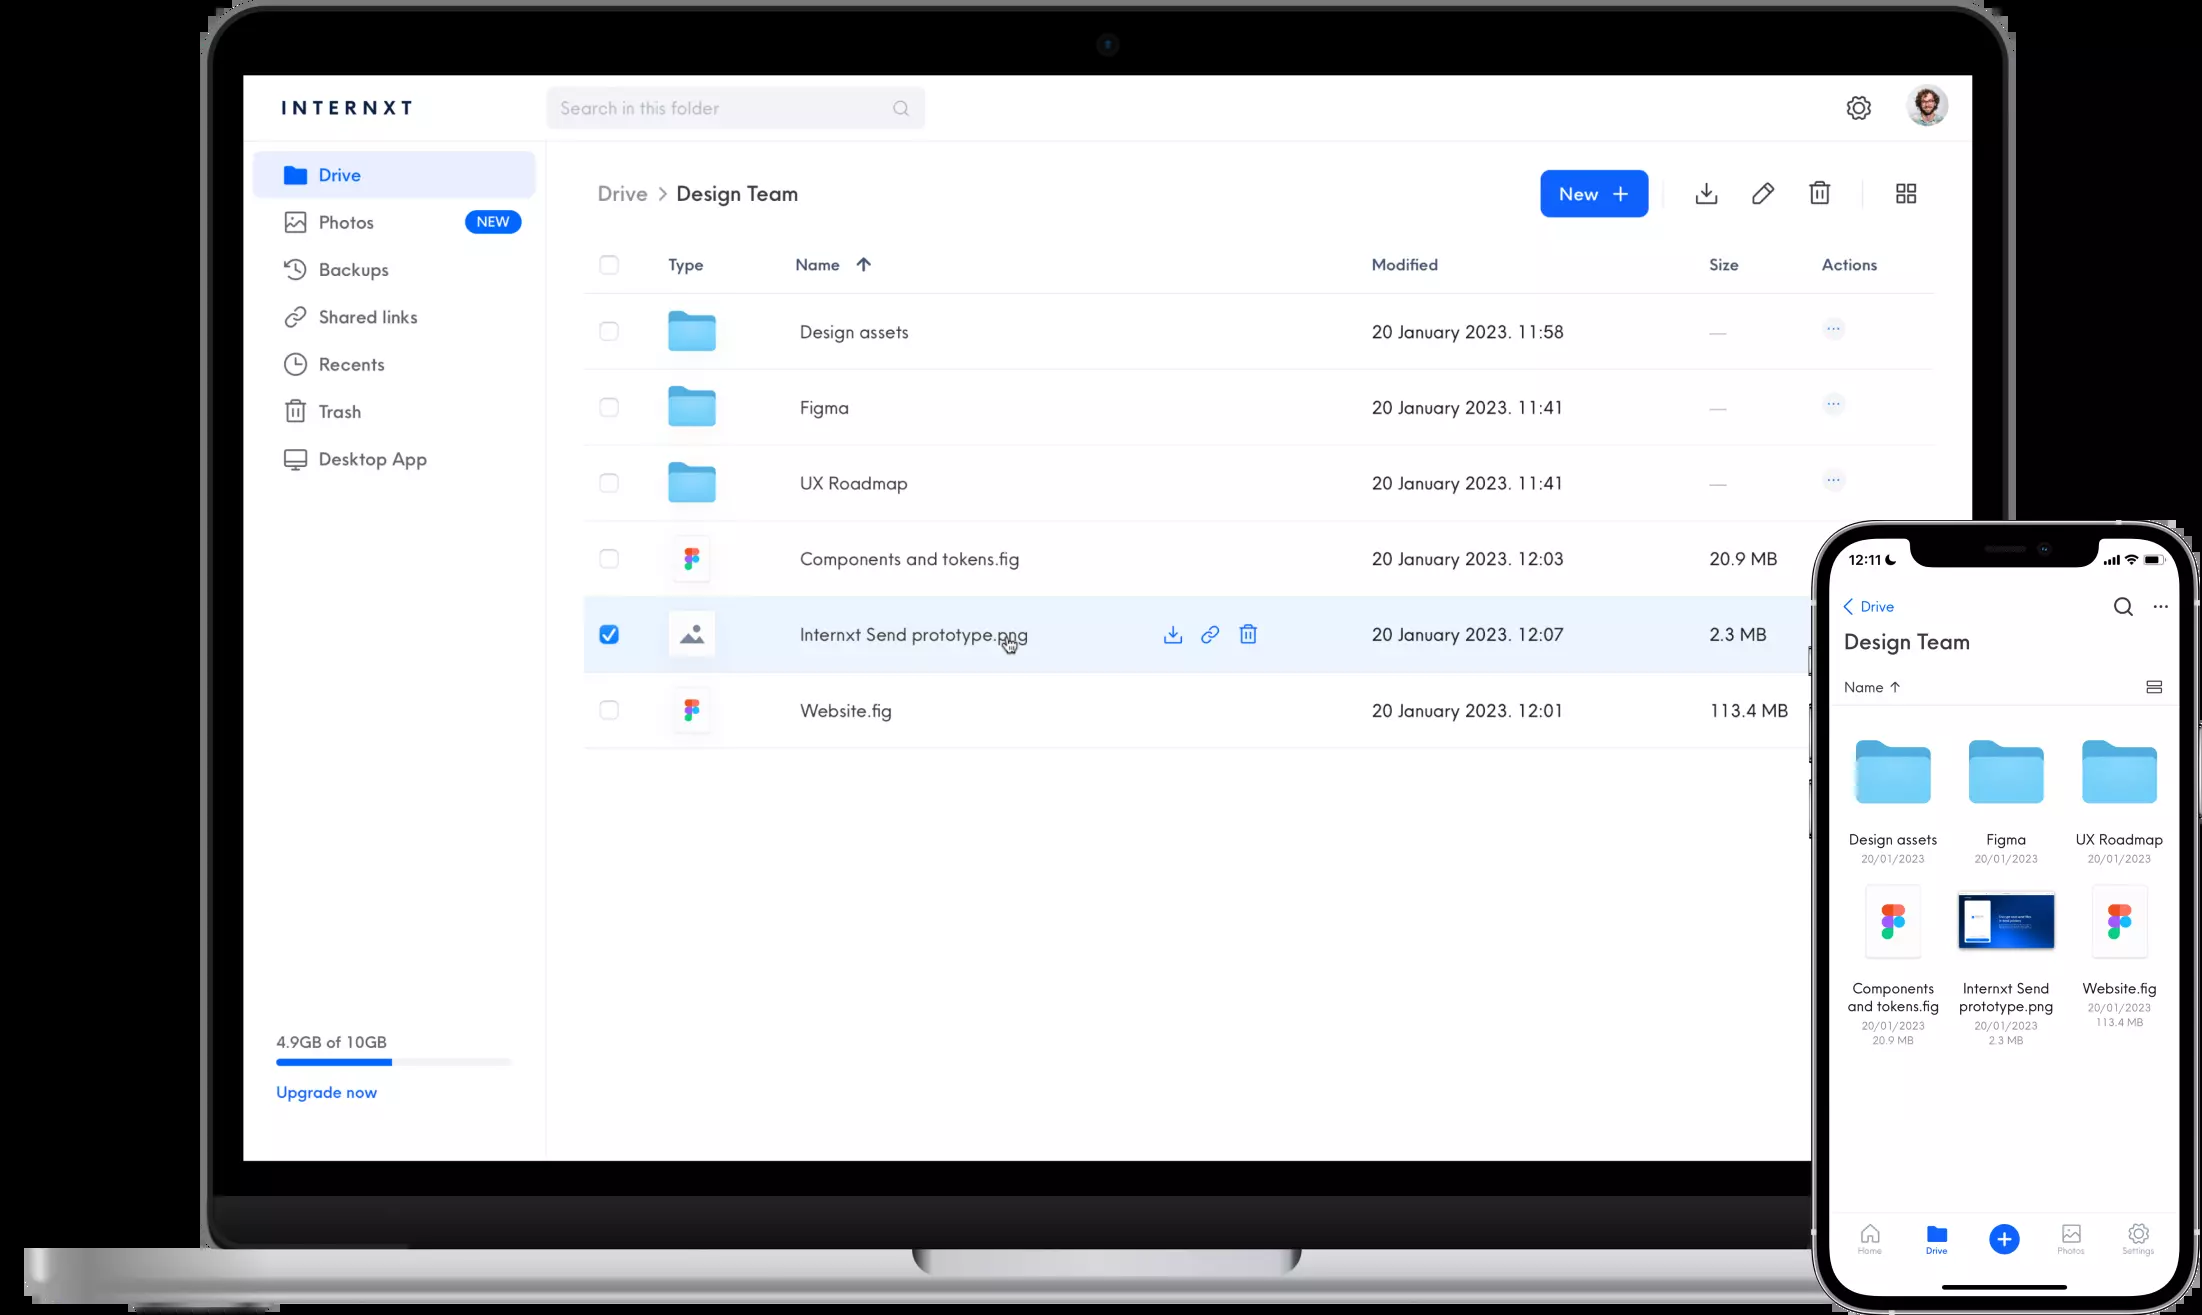 INTERNXT
Search in this folder
Drive
Photos
NEW
Backups
Shared links
Recents
Trash
Desktop App
4.9GB of 10GB
Upgrade now
Drive > Design Team
New +
Type Name Modified Size Actions
Design assets 20 January 2023. 11:58 —
Figma 20 January 2023. 11:41 —
UX Roadmap 20 January 2023. 11:41 —
Components and tokens.fig 20 January 2023. 12:03 20.9 MB
Internxt Send prototype.png 20 January 2023. 12:07 2.3 MB
Website.fig 20 January 2023. 12:01 113.4 MB
12:11
Drive
Design Team
Name
Design assets Figma UX Roadmap
20/01/2023 20/01/2023 20/01/2023
Components Internxt Send Website.fig
and tokens.fig prototype.png 20/01/2023
20/01/2023 20/01/2023 113.4 MB
20.9 MB 2.3 MB
Home Drive Photos Settings